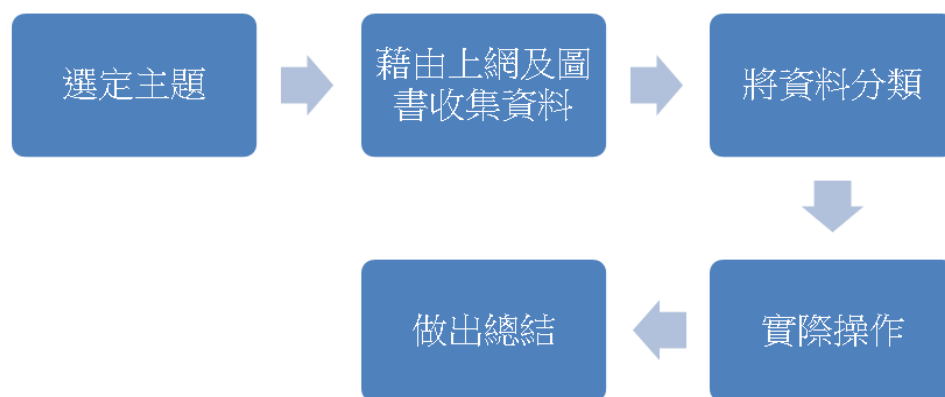 選定主題
藉由上網及圖
書收集資料
將資料分類
實際操作
做出總結